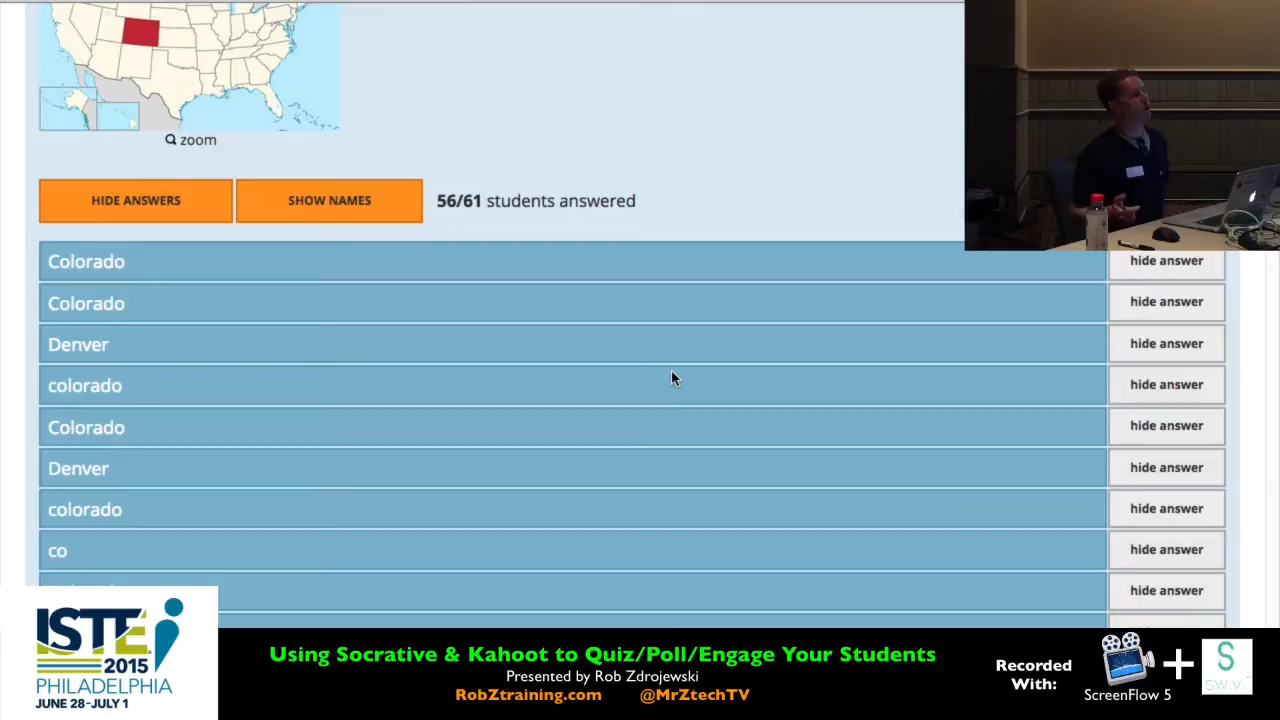 zoom
HIDE ANSWERS
SHOW NAMES
56/61 students answered
Colorado
hide answer
Colorado
hide answer
Denver
hide answer
colorado
hide answer
Colorado
hide answer
Denver
hide answer
colorado
hide answer
co
hide answer
hide answer
ISTE
2015
PHILADELPHIA
JUNE 28-JULY 1
Using Socrative & Kahoot to Quiz/Poll/Engage Your Students
Presented by Rob Zdrojewski
RobZtraining.com @MrZtechTV
Recorded
With:
ScreenFlow 5
S
SWIVL